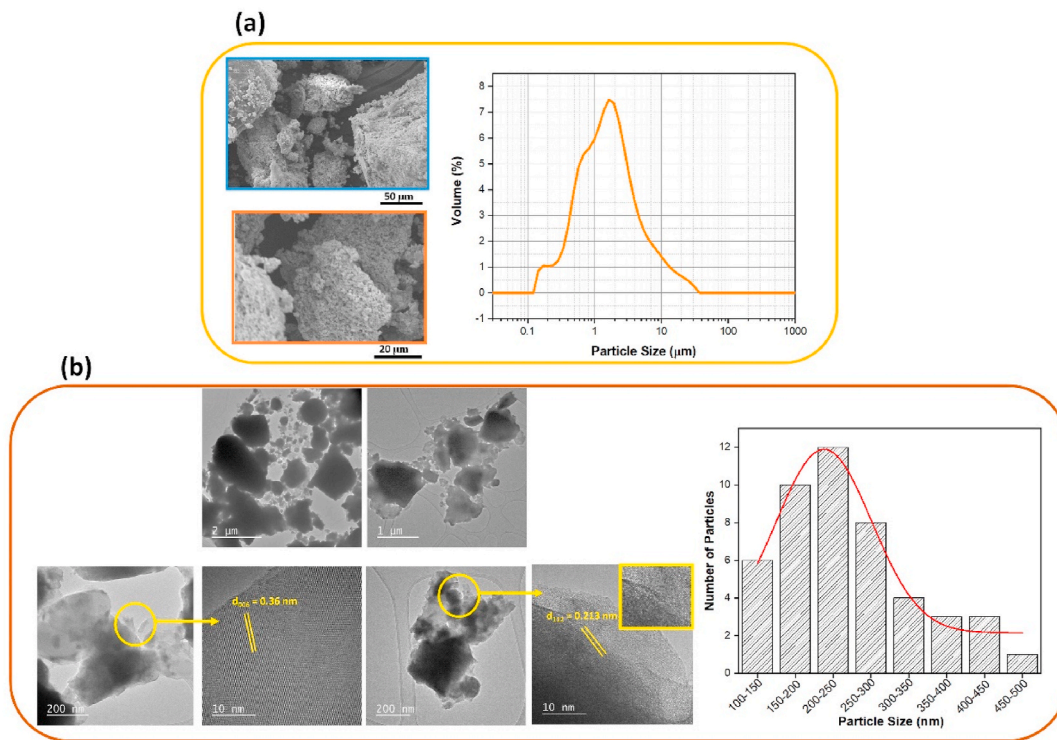 (a)
50 µm
20 µm
8
7
6
5
4
3
2
1
0
-1
Volume (%)
0.1 1 10 100 1000
Particle Size (µm)
(b)
2 µm
1 µm
200 nm
d006 = 0.36 nm
10 nm
200 nm
= 0.213 nm
10 nm
12
10
8
6
4
2
0
Number of Particles
100-150 150-200 200-250 250-300 300-350 350-400 400-450 450-500
Particle Size (nm)